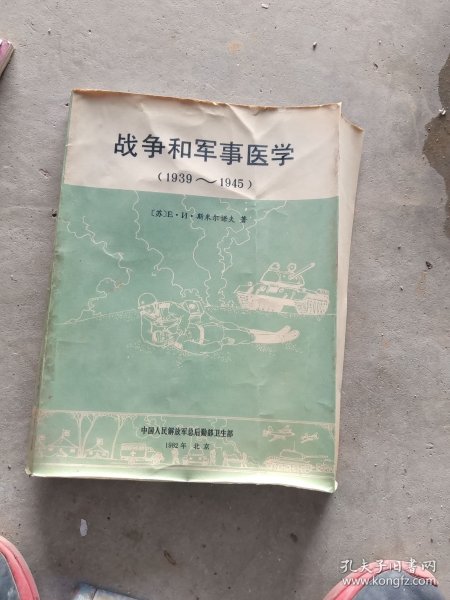 战争和军事医学
(1939～1945)
〔苏〕E·И·斯米尔诺夫 著
中国人民解放军总后勤部卫生部
1982年 北京
孔夫子旧书网
www.kongfz.com